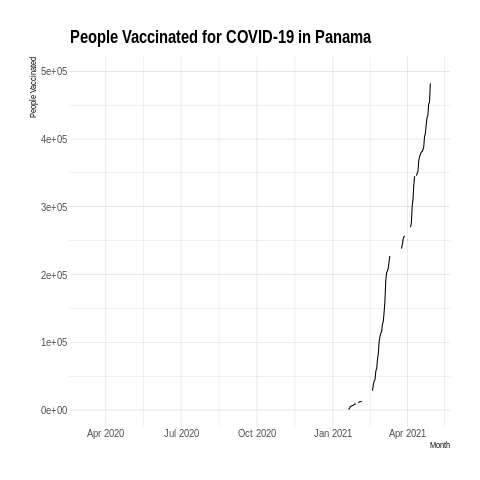 People Vaccinated for COVID-19 in Panama
People Vaccinated
5e+05
4e+05
3e+05
2e+05
1e+05
0e+00
Apr 2020 Jul 2020 Oct 2020 Jan 2021 Apr 2021
Month